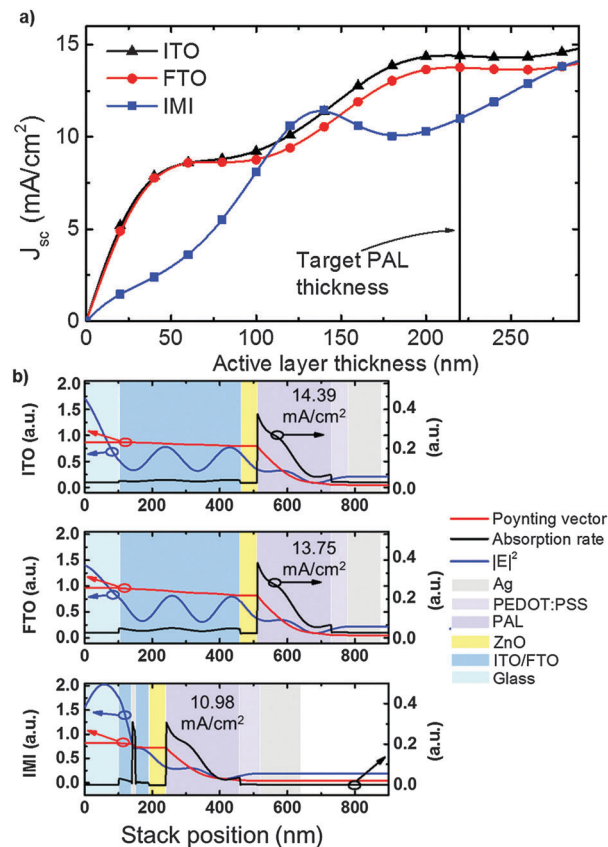 a)
15
10
5
0
J_sc (mA/cm²)
ITO
FTO
IMI
Target PAL
thickness
0
50
100
150
200
250
Active layer thickness (nm)
b)
2.0
1.5
1.0
0.5
0.0
ITO (a.u.)
14.39
mA/cm²
0.4
0.2
0.0
(a.u.)
0 200 400 600 800
2.0
1.5
1.0
0.5
0.0
FTO (a.u.)
13.75
mA/cm²
0.4
0.2
0.0
(a.u.)
0 200 400 600 800
2.0
1.5
1.0
0.5
0.0
IMI (a.u.)
10.98
mA/cm²
0.4
0.2
0.0
(a.u.)
0 200 400 600 800
Stack position (nm)
Poynting vector
Absorption rate
|E|²
Ag
PEDOT:PSS
PAL
ZnO
ITO/FTO
Glass